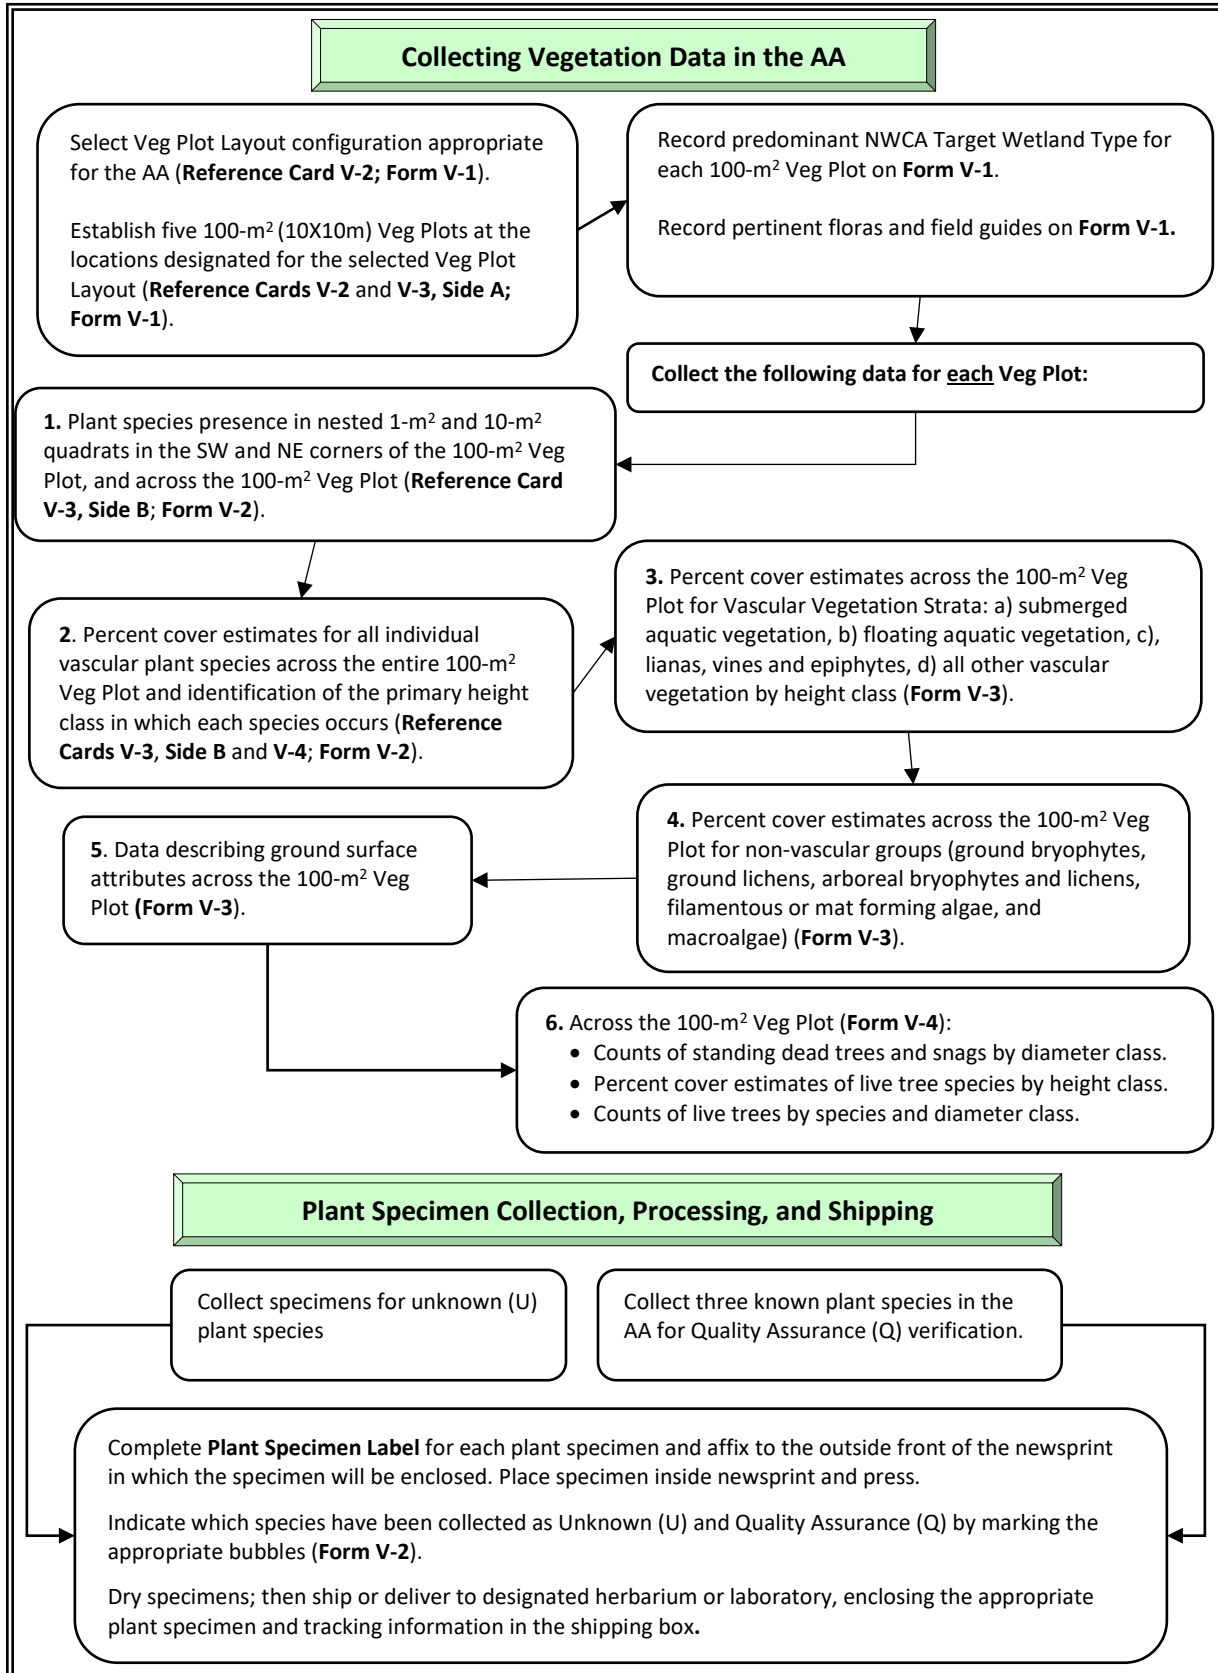 Collecting Vegetation Data in the AA
Select Veg Plot Layout configuration appropriate
for the AA (Reference Card V-2; Form V-1).
Establish five 100-m² (10X10m) Veg Plots at the
locations designated for the selected Veg Plot
Layout (Reference Cards V-2 and V-3, Side A;
Form V-1).
Record predominant NWCA Target Wetland Type for
each 100-m² Veg Plot on Form V-1.
Record pertinent floras and field guides on Form V-1.
Collect the following data for each Veg Plot:
1. Plant species presence in nested 1-m² and 10-m²
quadrats in the SW and NE corners of the 100-m² Veg
Plot, and across the 100-m² Veg Plot (Reference Card
V-3, Side B; Form V-2).
2. Percent cover estimates for all individual
vascular plant species across the entire 100-m²
Veg Plot and identification of the primary height
class in which each species occurs (Reference
Cards V-3, Side B and V-4; Form V-2).
3. Percent cover estimates across the 100-m² Veg
Plot for Vascular Vegetation Strata: a) submerged
aquatic vegetation, b) floating aquatic vegetation, c),
lianas, vines and epiphytes, d) all other vascular
vegetation by height class (Form V-3).
4. Percent cover estimates across the 100-m² Veg
Plot for non-vascular groups (ground bryophytes,
ground lichens, arboreal bryophytes and lichens,
filamentous or mat forming algae, and
macroalgae) (Form V-3).
5. Data describing ground surface
attributes across the 100-m² Veg
Plot (Form V-3).
6. Across the 100-m² Veg Plot (Form V-4):
• Counts of standing dead trees and snags by diameter class.
• Percent cover estimates of live tree species by height class.
• Counts of live trees by species and diameter class.
Plant Specimen Collection, Processing, and Shipping
Collect specimens for unknown (U)
plant species
Collect three known plant species in the
AA for Quality Assurance (Q) verification.
Complete Plant Specimen Label for each plant specimen and affix to the outside front of the newsprint
in which the specimen will be enclosed. Place specimen inside newsprint and press.
Indicate which species have been collected as Unknown (U) and Quality Assurance (Q) by marking the
appropriate bubbles (Form V-2).
Dry specimens; then ship or deliver to designated herbarium or laboratory, enclosing the appropriate
plant specimen and tracking information in the shipping box.